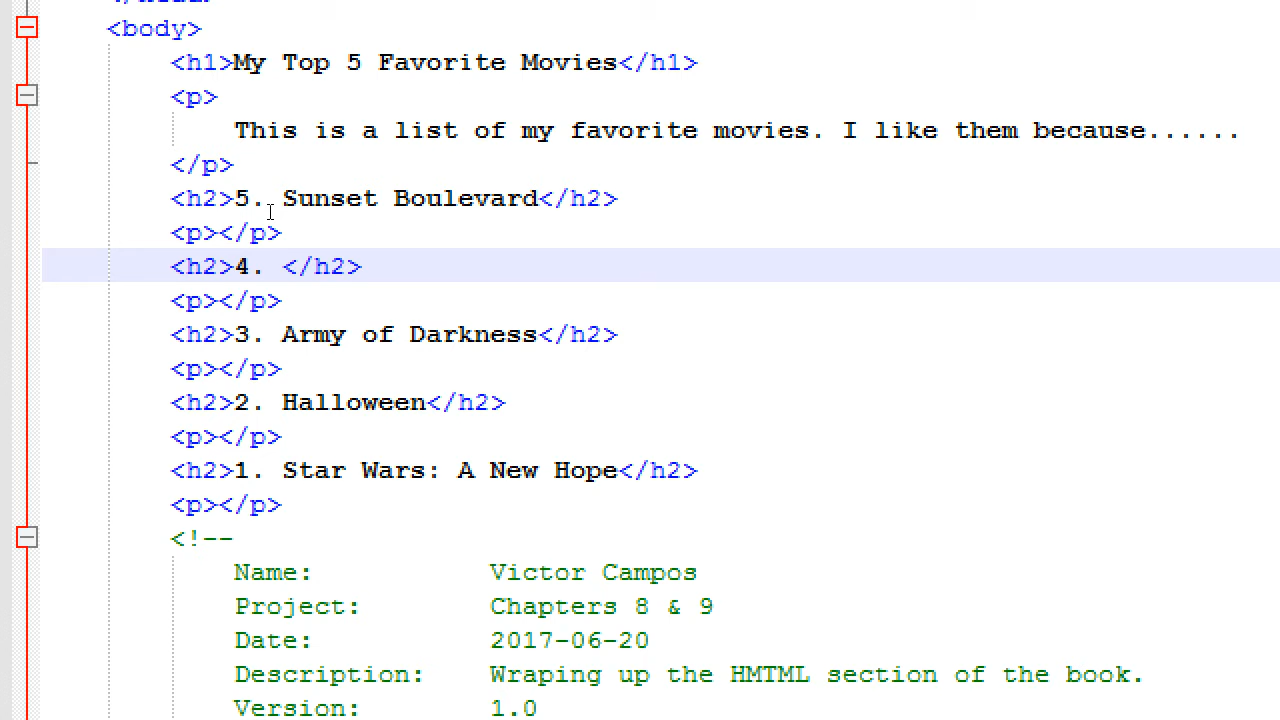 <body>
<h1>My Top 5 Favorite Movies</h1>
<p>
This is a list of my favorite movies. I like them because......
</p>
<h2>5. Sunset Boulevard</h2>
<p></p>
<h2>4. </h2>
<p></p>
<h2>3. Army of Darkness</h2>
<p></p>
<h2>2. Halloween</h2>
<p></p>
<h2>1. Star Wars: A New Hope</h2>
<p></p>
<!--
Name: Victor Campos
Project: Chapters 8 & 9
Date: 2017-06-20
Description: Wraping up the HMTML section of the book.
Version: 1.0